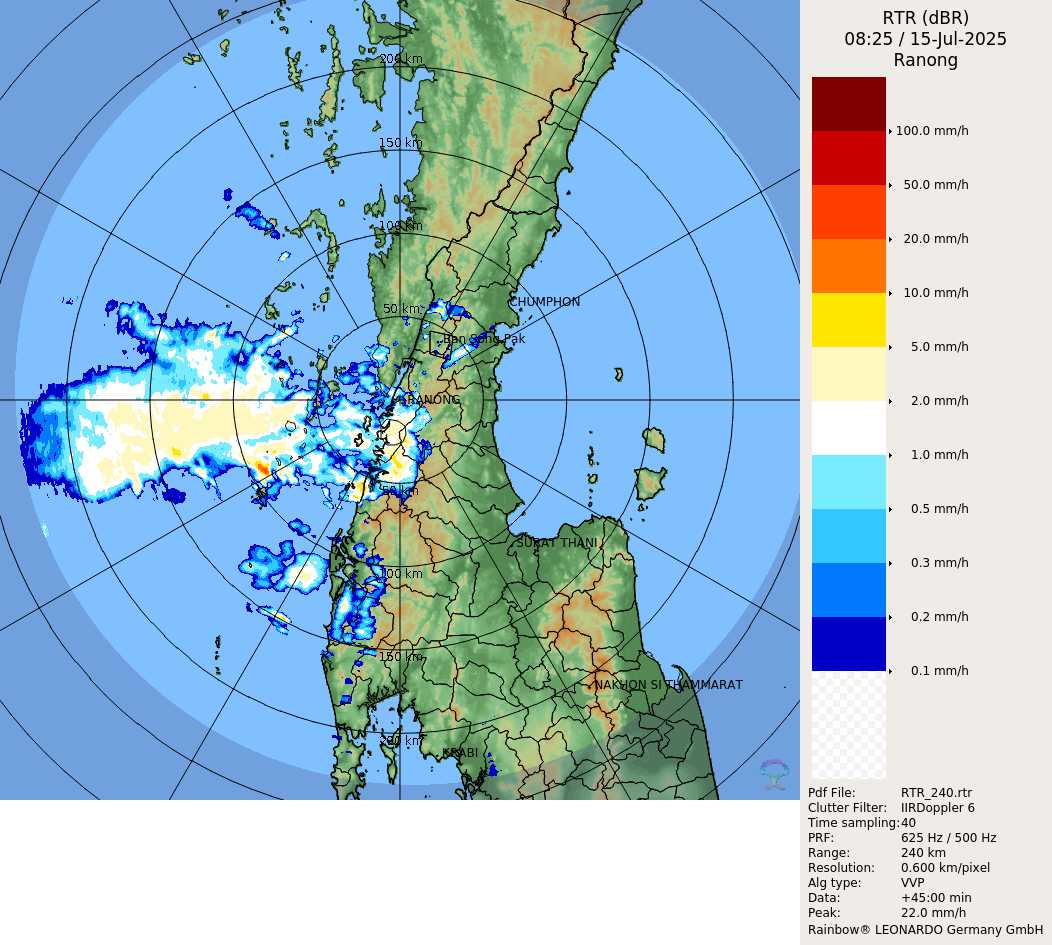 RTR (dBR)
08:25 / 15-Jul-2025
Ranong
100.0 mm/h
50.0 mm/h
20.0 mm/h
10.0 mm/h
5.0 mm/h
2.0 mm/h
1.0 mm/h
0.5 mm/h
0.3 mm/h
0.2 mm/h
0.1 mm/h
Pdf File: RTR_240.rtr
Clutter Filter: IIRDoppler 6
Time sampling: 40
PRF: 625 Hz / 500 Hz
Range: 240 km
Resolution: 0.600 km/pixel
Alg type: VVP
Data: +45:00 min
Peak: 22.0 mm/h
Rainbow® LEONARDO Germany GmbH
200 km
150 km
100 km
50 km
CHUMPHON
Ban Song Pak
RANONG
50 km
SURAT THANI
100 km
150 km
NAKHON SI THAMMARAT
200 km
KRABI